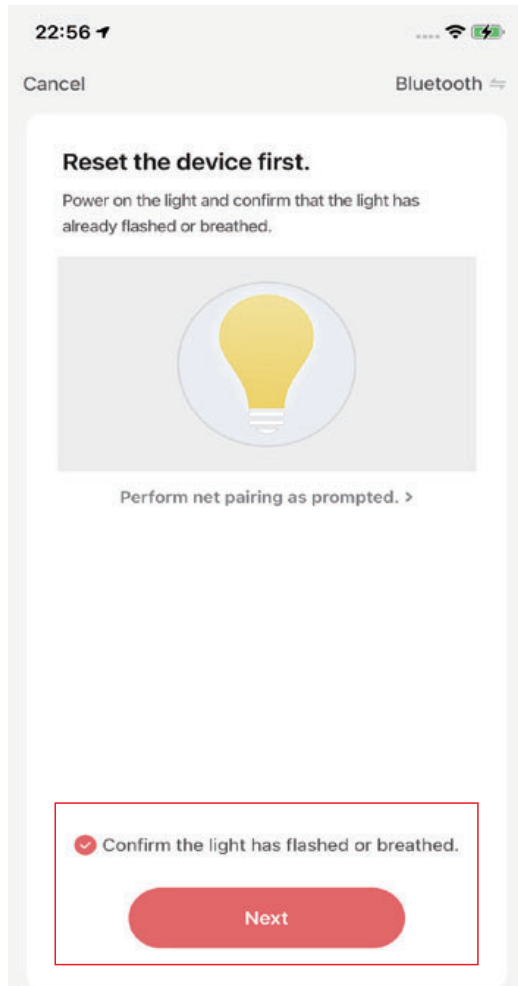 22:56
Cancel
Bluetooth
Reset the device first.
Power on the light and confirm that the light has
already flashed or breathed.
Perform net pairing as prompted. >
Confirm the light has flashed or breathed.
Next